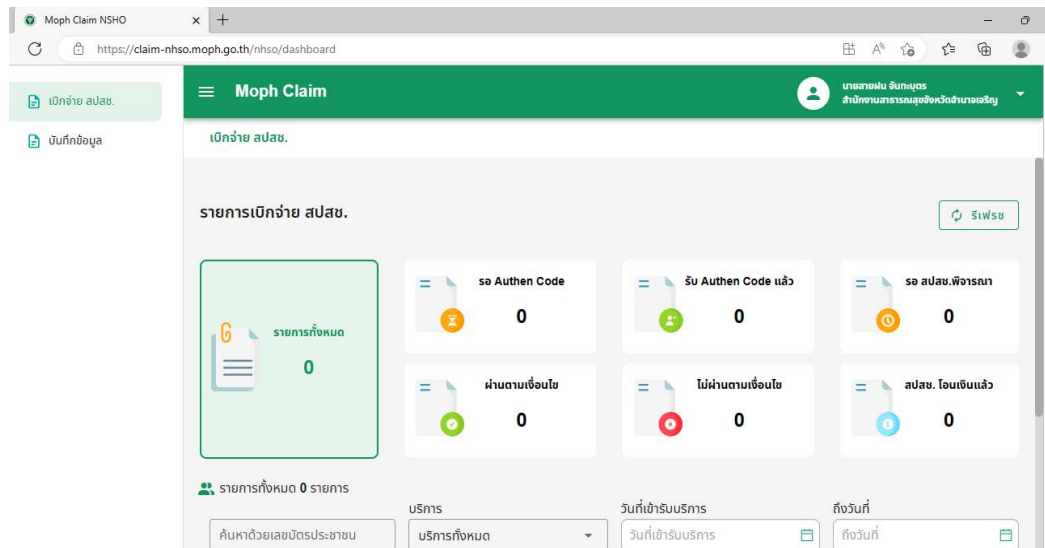 Moph Claim NSHO
https://claim-nhso.moph.go.th/nhso/dashboard
เบิกจ่าย สปสช.
บันทึกข้อมูล
Moph Claim
นายสายฝน จันทะบุตร
สำนักงานสาธารณสุขจังหวัดอำนาจเจริญ
เบิกจ่าย สปสช.
รายการเบิกจ่าย สปสช.
รีเฟรช
รายการทั้งหมด
0
รอ Authen Code
0
รับ Authen Code แล้ว
0
รอ สปสช.พิจารณา
0
ผ่านตามเงื่อนไข
0
ไม่ผ่านตามเงื่อนไข
0
สปสช. โอนเงินแล้ว
0
รายการทั้งหมด 0 รายการ
บริการ
วันที่เข้ารับบริการ
ถึงวันที่
ค้นหาด้วยเลขบัตรประชาชน
บริการทั้งหมด
วันที่เข้ารับบริการ
ถึงวันที่